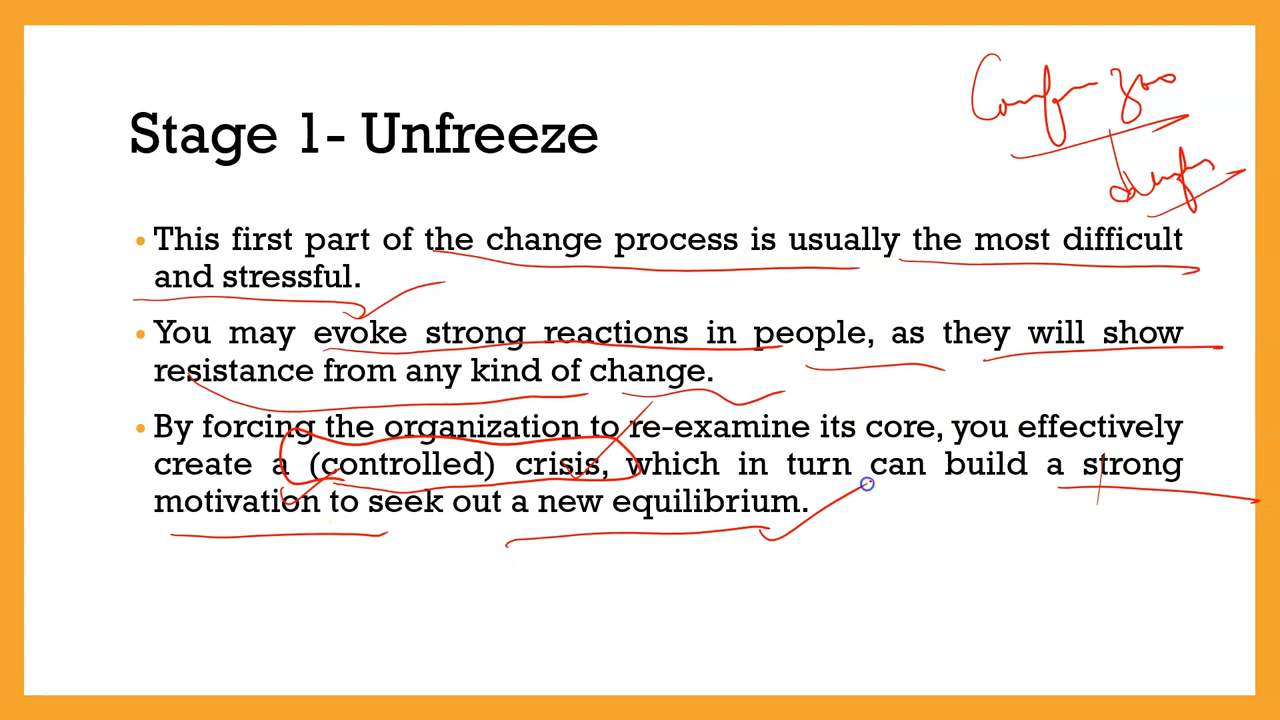 Stage 1- Unfreeze
• This first part of the change process is usually the most difficult
and stressful.
• You may evoke strong reactions in people, as they will show
resistance from any kind of change.
• By forcing the organization to re-examine its core, you effectively
create a (controlled) crisis, which in turn can build a strong
motivation to seek out a new equilibrium.